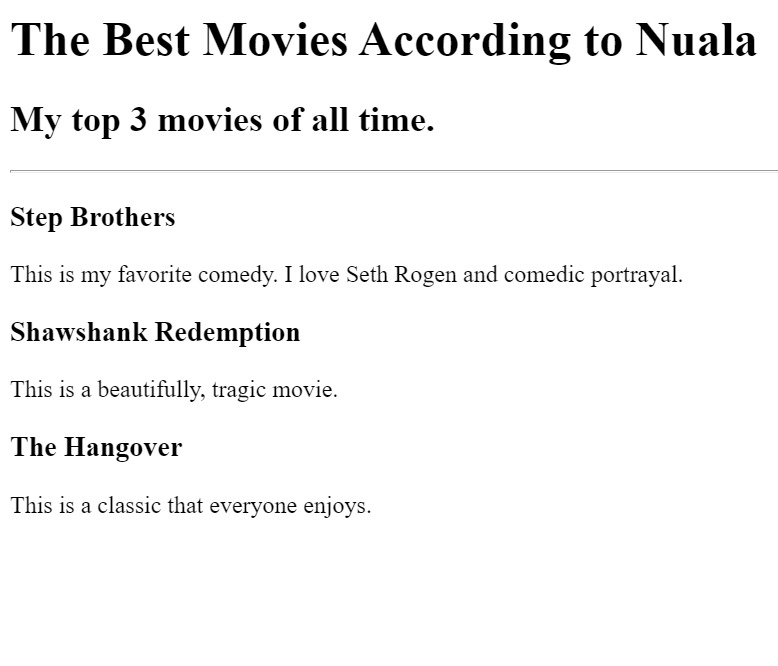 The Best Movies According to Nuala
My top 3 movies of all time.
Step Brothers
This is my favorite comedy. I love Seth Rogen and comedic portrayal.
Shawshank Redemption
This is a beautifully, tragic movie.
The Hangover
This is a classic that everyone enjoys.